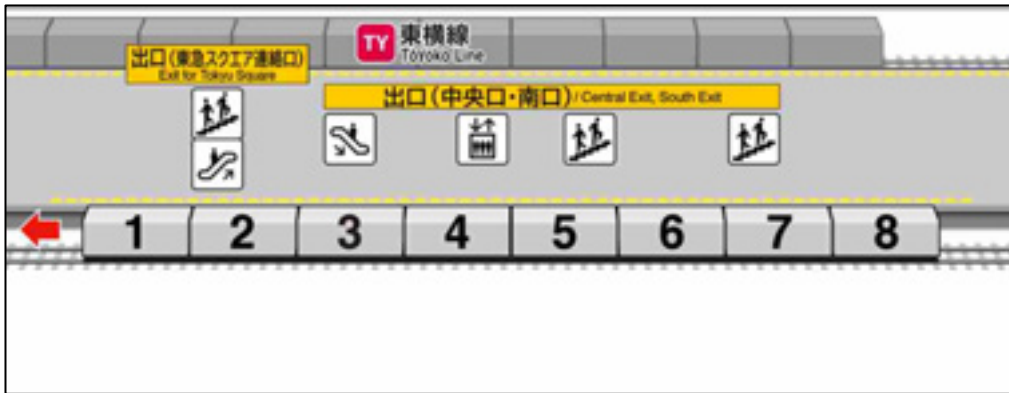 TY 東横線
Toyoko Line
出口(東急スクエア連絡口)
Exit for Tokyu Square
出口(中央口・南口)/Central Exit, South Exit
1 2 3 4 5 6 7 8